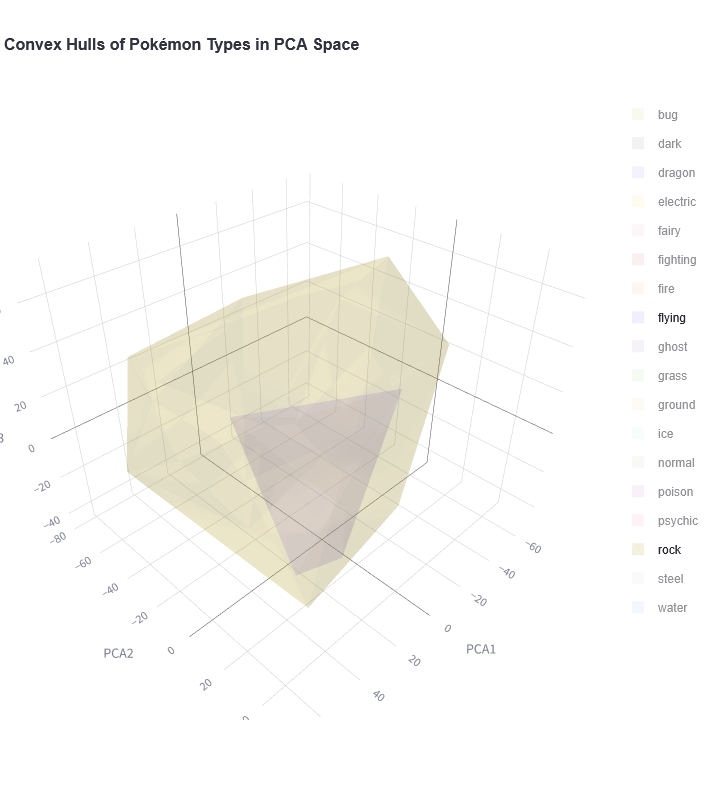 Convex Hulls of Pokémon Types in PCA Space
bug
dark
dragon
electric
fairy
fighting
fire
flying
ghost
grass
ground
ice
normal
poison
psychic
rock
steel
water
40
20
0
−20
−40
−80
−60
−40
−20
0
20
PCA2
−60
−40
−20
0
20
40
PCA1